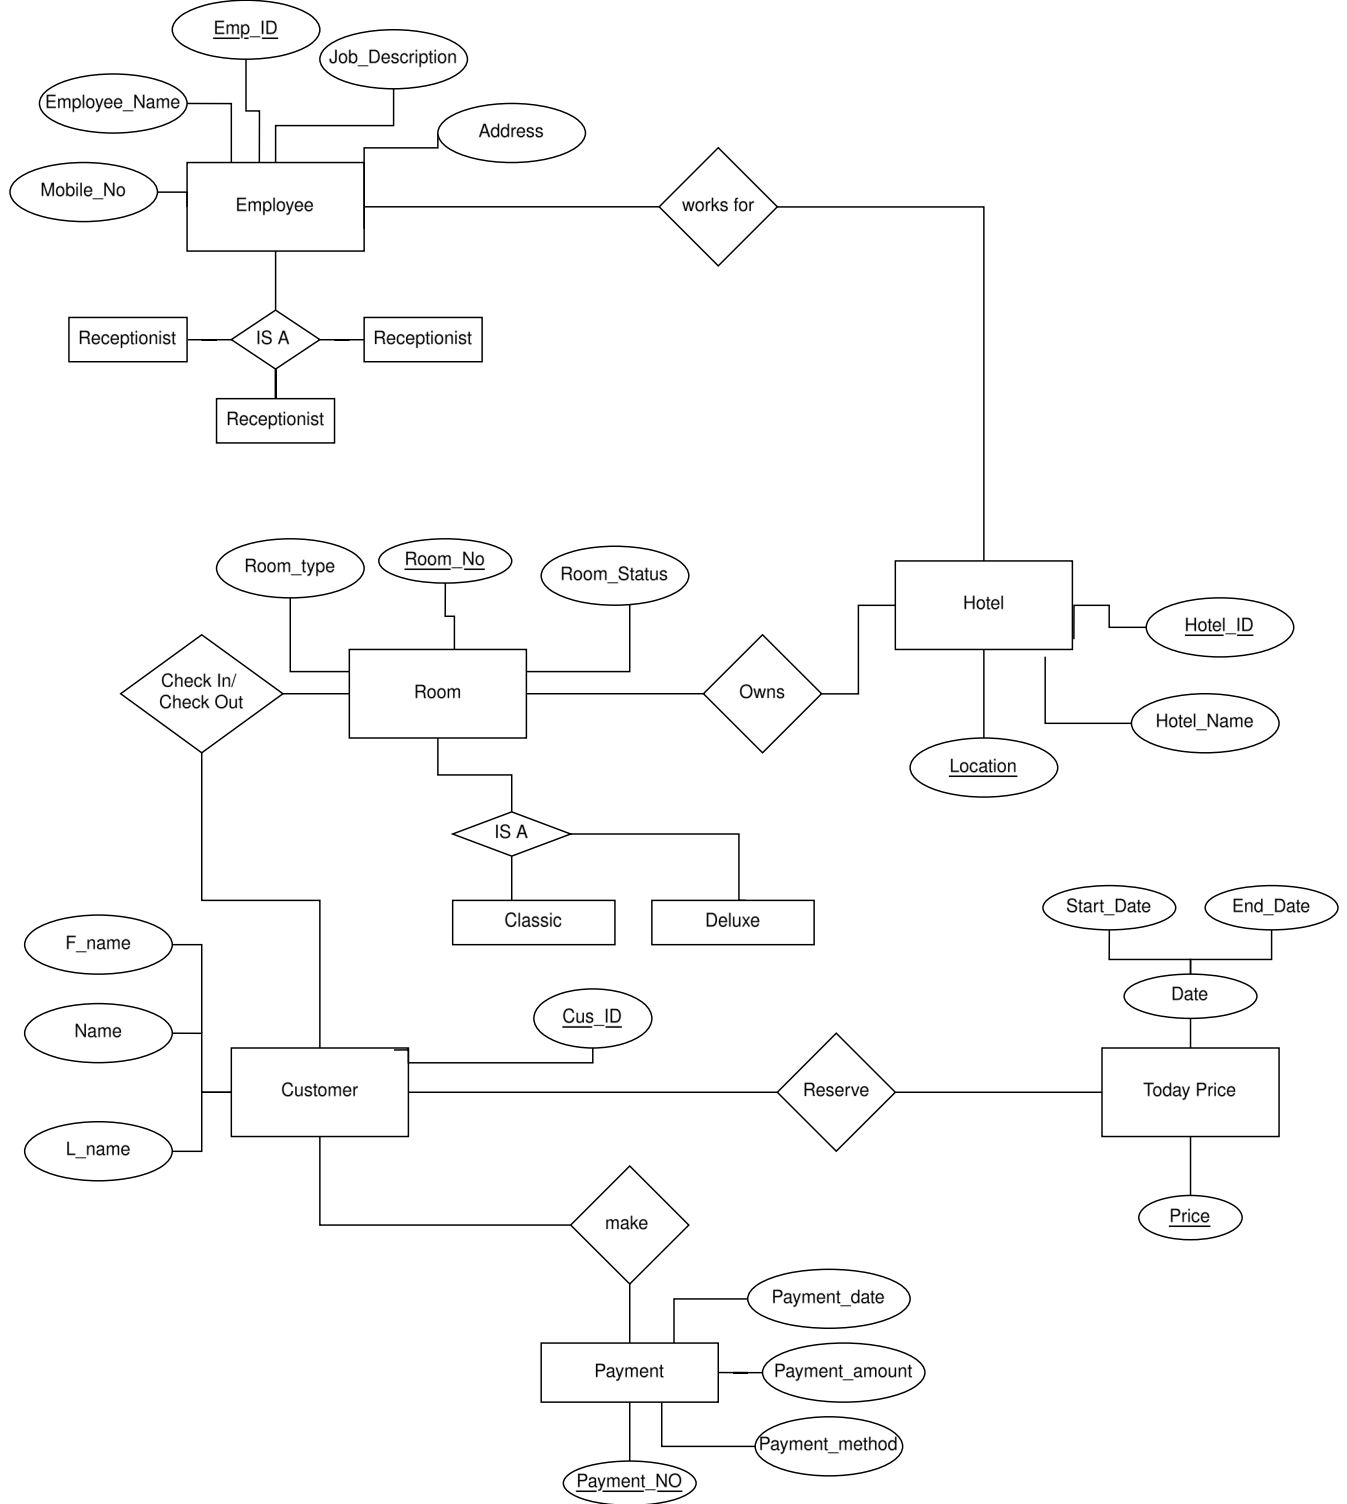 Emp_ID
Job_Description
Employee_Name
Address
Mobile_No
Employee
works for
Receptionist
IS A
Receptionist
Receptionist
Room_type
Room_No
Room_Status
Hotel
Hotel_ID
Check In/
Check Out
Room
Owns
Hotel_Name
Location
IS A
Classic
Deluxe
Start_Date
End_Date
F_name
Date
Name
Cus_ID
Customer
Reserve
Today Price
L_name
make
Price
Payment_date
Payment
Payment_amount
Payment_method
Payment_NO